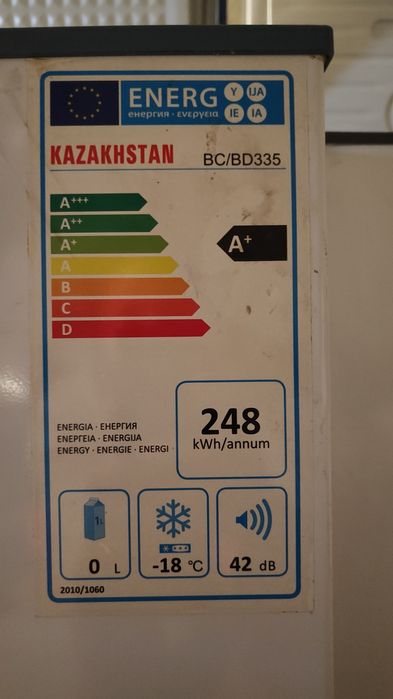 ENERG Y IJA
енергия · ενεργεια IE IA
KAZAKHSTAN BC/BD335
A+++
A++
A+ A+
A
B
C
D
248
kWh/annum
ENERGIA · ЕНЕРГИЯ
ΕΝΕΡΓΕΙΑ · ENERGIJA
ENERGY · ENERGIE · ENERGI
1L
0 L -18 °C 42 dB
2010/1060